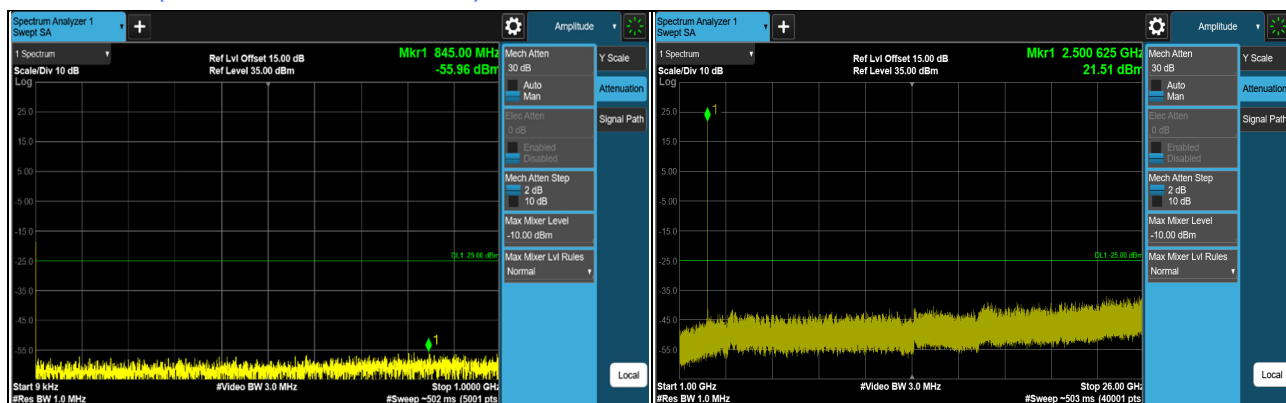 Spectrum Analyzer 1
Swept SA
+
Amplitude
1 Spectrum
Ref Lvl Offset 15.00 dB
Mkr1 845.00 MHz
Scale/Div 10 dB
Ref Level 35.00 dBm
-55.96 dBm
Log
25.0
15.0
5.00
-5.00
-15.0
-25.0
-35.0
-45.0
-55.0
DL1 -25.00 dBm
1
Start 9 kHz
#Video BW 3.0 MHz
Stop 1.0000 GHz
#Res BW 1.0 MHz
#Sweep ~502 ms (5001 pts)
Mech Atten
30 dB
Auto
Man
Elec Atten
0 dB
Enabled
Disabled
Mech Atten Step
2 dB
10 dB
Max Mixer Level
-10.00 dBm
Max Mixer Lvl Rules
Normal
Y Scale
Attenuation
Signal Path
Local
Spectrum Analyzer 1
Swept SA
+
Amplitude
1 Spectrum
Ref Lvl Offset 15.00 dB
Mkr1 2.500 625 GHz
Scale/Div 10 dB
Ref Level 35.00 dBm
21.51 dBm
Log
1
25.0
15.0
5.00
-5.00
-15.0
-25.0
-35.0
-45.0
-55.0
DL1 -25.00 dBm
Start 1.00 GHz
#Video BW 3.0 MHz
Stop 26.00 GHz
#Res BW 1.0 MHz
#Sweep ~503 ms (40001 pts)
Mech Atten
30 dB
Auto
Man
Elec Atten
0 dB
Enabled
Disabled
Mech Atten Step
2 dB
10 dB
Max Mixer Level
-10.00 dBm
Max Mixer Lvl Rules
Normal
Y Scale
Attenuation
Signal Path
Local